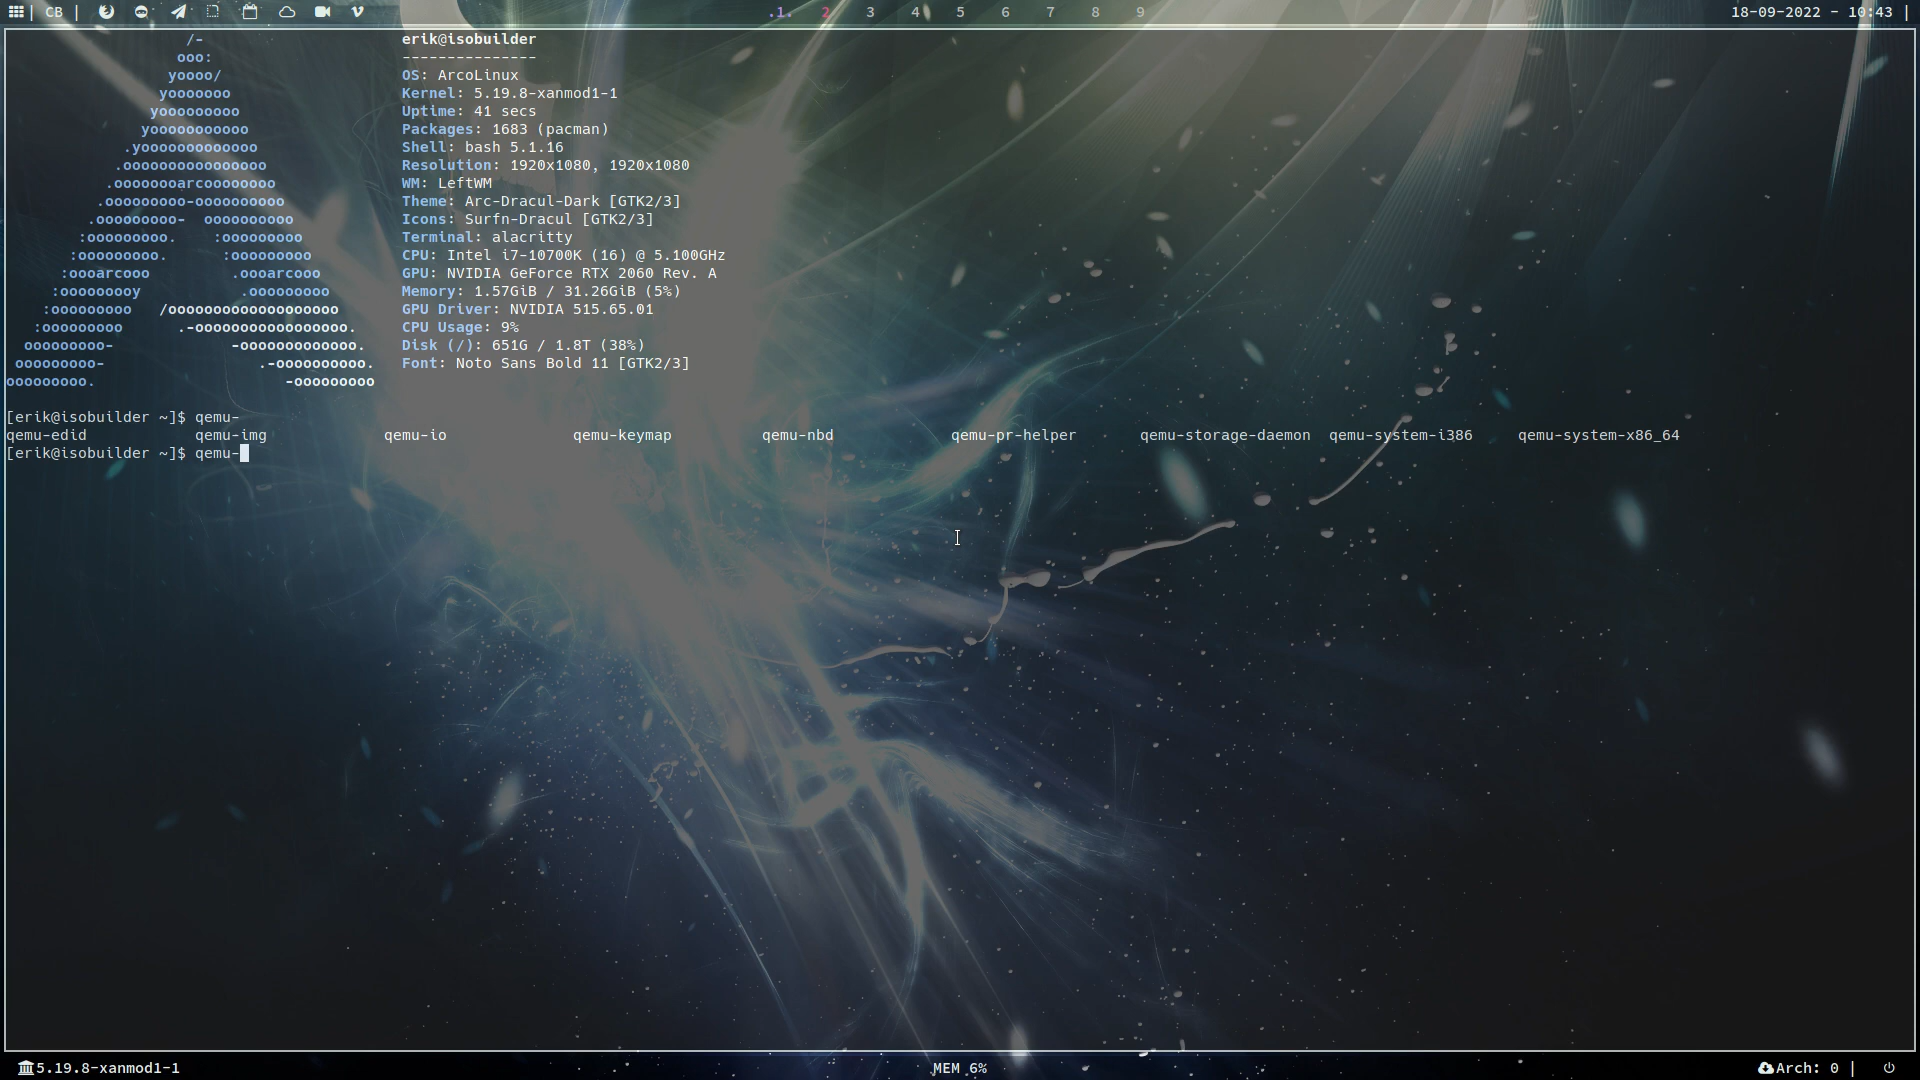 | CB | .1. 2 3 4 5 6 7 8 9 18-09-2022 - 10:43 |
/- erik@isobuilder
ooo: ---------------
yoooo/ OS: ArcoLinux
yooooooo Kernel: 5.19.8-xanmod1-1
yooooooooo Uptime: 41 secs
yooooooooooo Packages: 1683 (pacman)
.yooooooooooooo Shell: bash 5.1.16
.oooooooooooooooo Resolution: 1920x1080, 1920x1080
.oooooooarcoooooooo WM: LeftWM
.ooooooooo-oooooooooo Theme: Arc-Dracul-Dark [GTK2/3]
.ooooooooo-  oooooooooo Icons: Surfn-Dracul [GTK2/3]
:ooooooooo.    :ooooooooo Terminal: alacritty
:ooooooooo.      :ooooooooo CPU: Intel i7-10700K (16) @ 5.100GHz
:oooarcooo         .oooarcooo GPU: NVIDIA GeForce RTX 2060 Rev. A
:ooooooooy           .ooooooooo Memory: 1.57GiB / 31.26GiB (5%)
:ooooooooo   /ooooooooooooooooooo GPU Driver: NVIDIA 515.65.01
:ooooooooo      .-ooooooooooooooooo. CPU Usage: 9%
ooooooooo-             -ooooooooooooo. Disk (/): 651G / 1.8T (38%)
ooooooooo-                 .-oooooooooo. Font: Noto Sans Bold 11 [GTK2/3]
ooooooooo.                     -ooooooooo
[erik@isobuilder ~]$ qemu-
qemu-edid qemu-img qemu-io qemu-keymap qemu-nbd qemu-pr-helper qemu-storage-daemon qemu-system-i386 qemu-system-x86_64
[erik@isobuilder ~]$ qemu-
5.19.8-xanmod1-1 MEM 6% Arch: 0 |